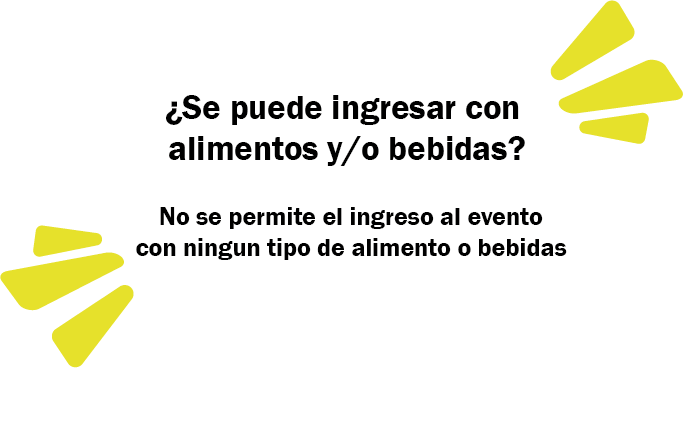 ¿Se puede ingresar con
alimentos y/o bebidas?
No se permite el ingreso al evento
con ningun tipo de alimento o bebidas